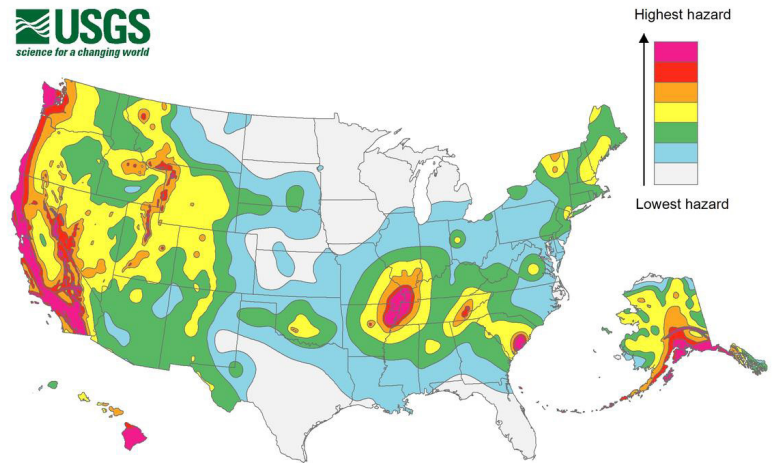 USGS
science for a changing world
Highest hazard
Lowest hazard